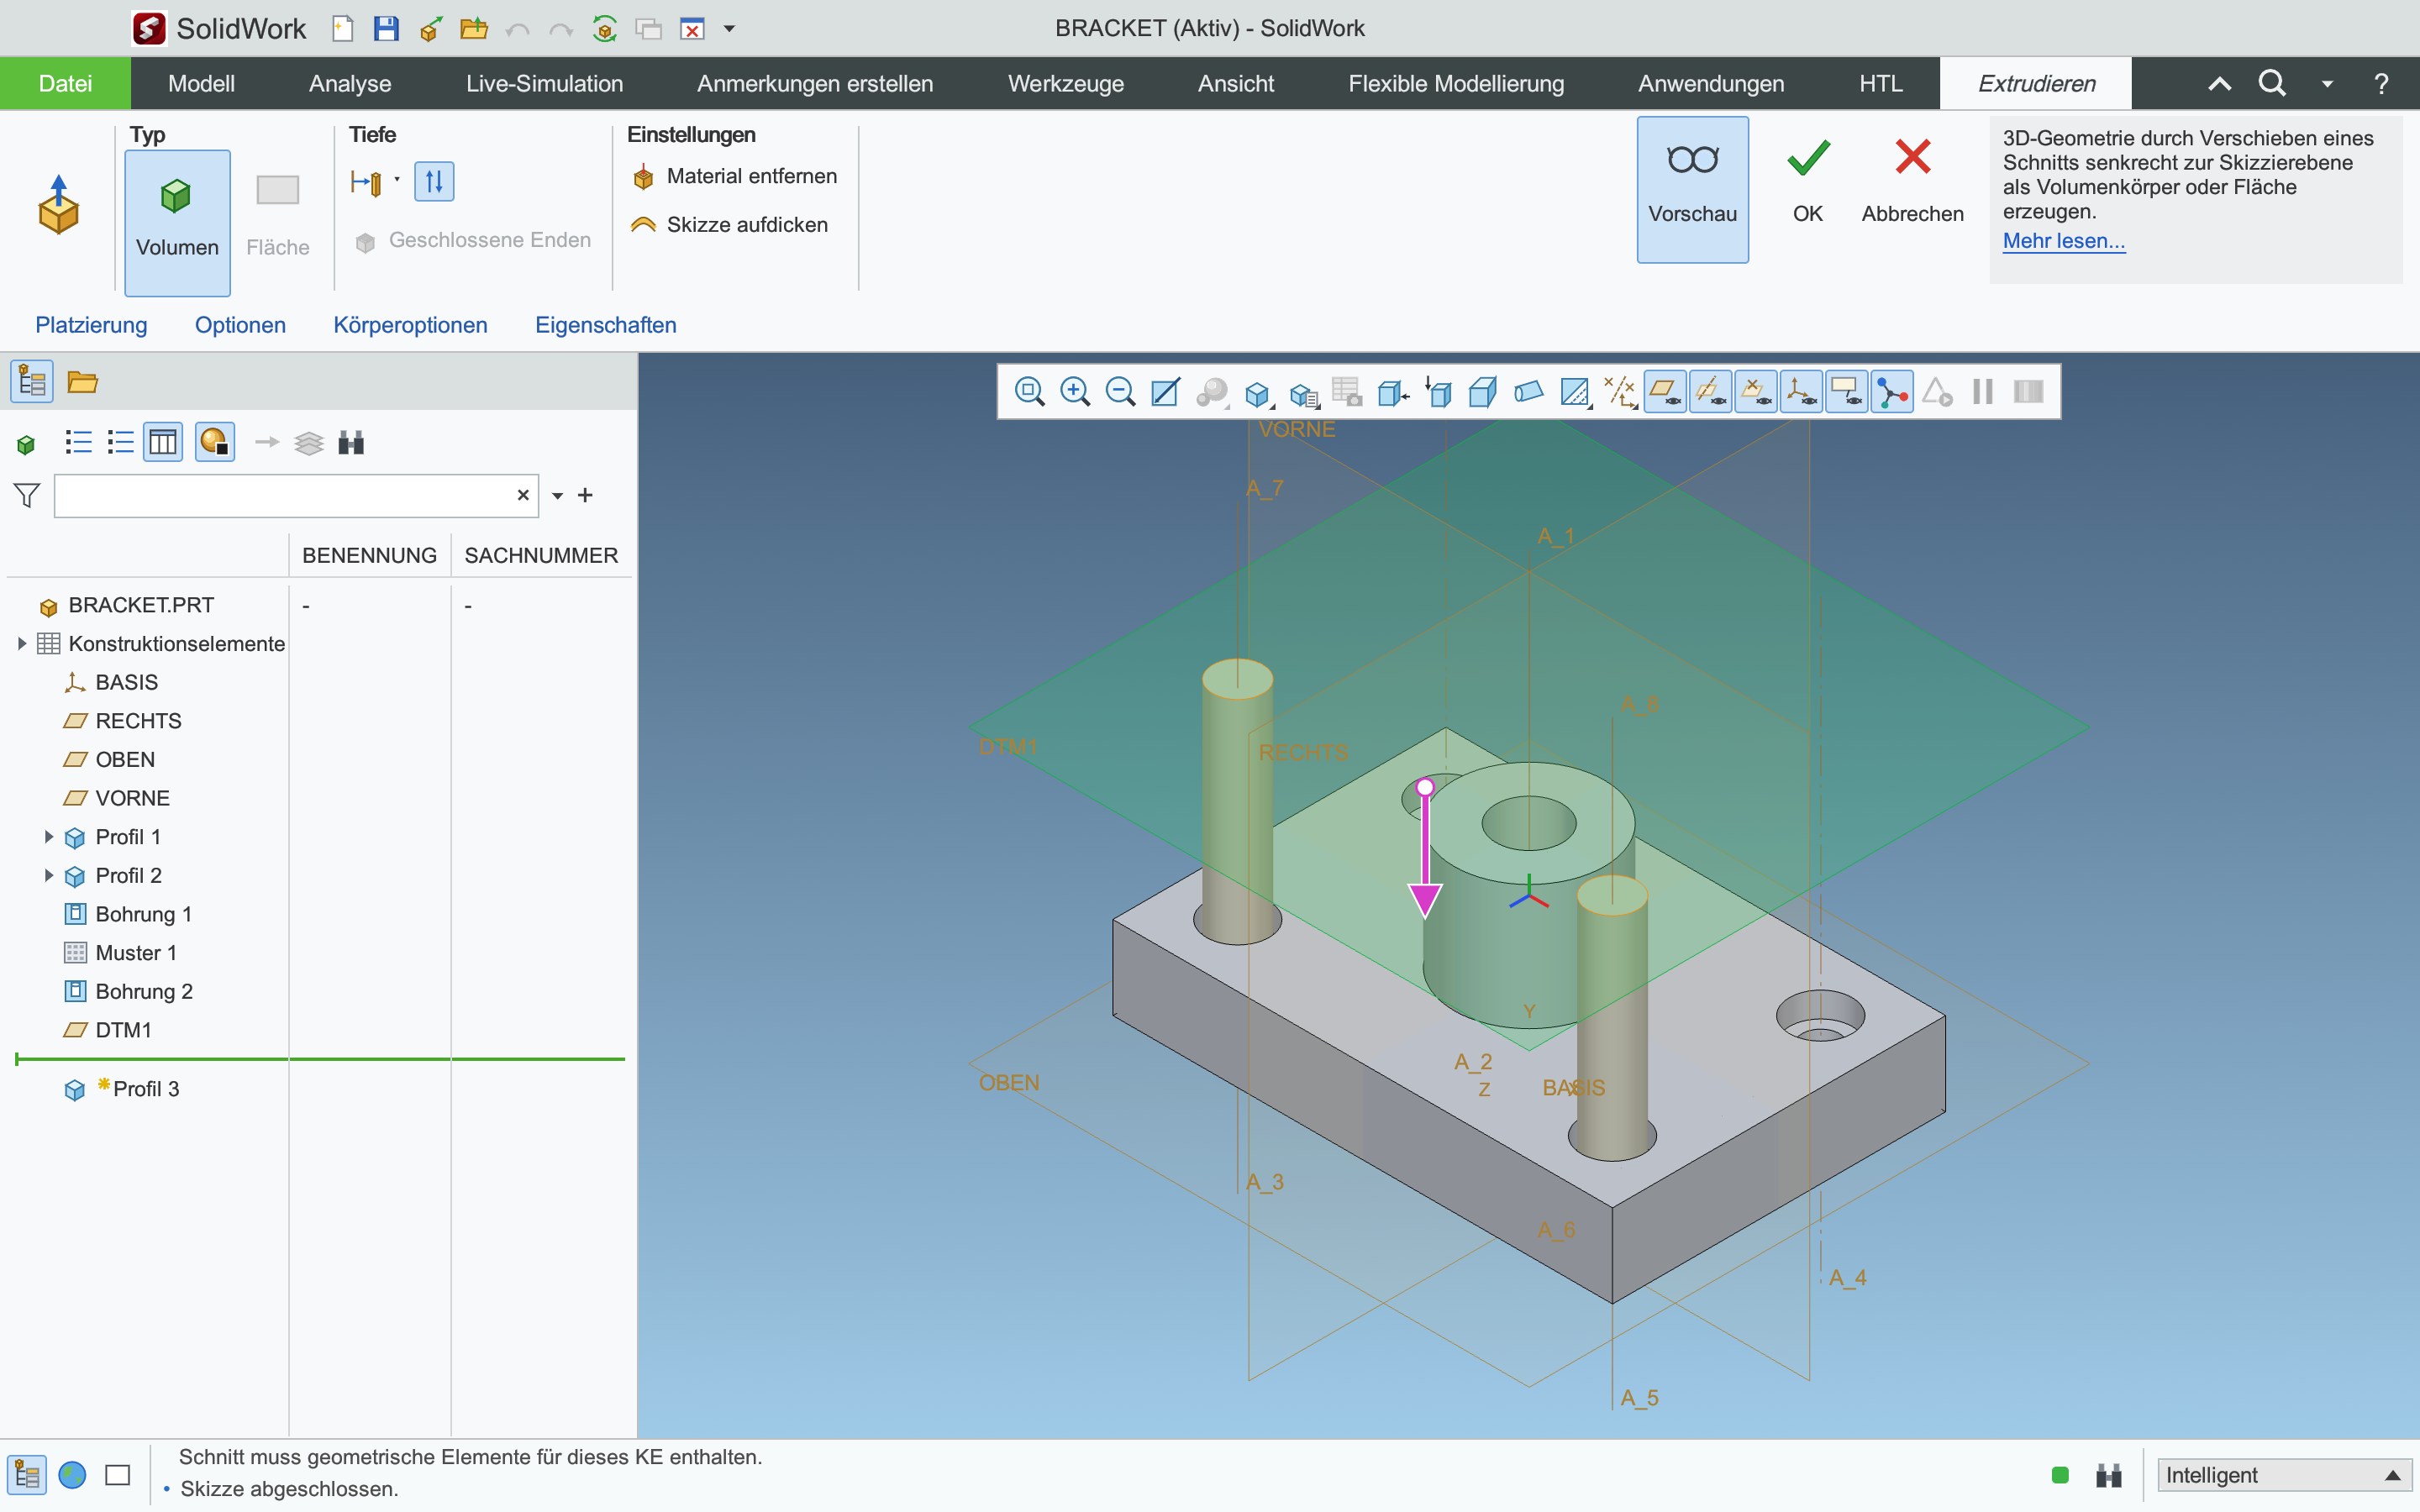 SolidWork
BRACKET (Aktiv) - SolidWork
Datei
Modell
Analyse
Live-Simulation
Anmerkungen erstellen
Werkzeuge
Ansicht
Flexible Modellierung
Anwendungen
HTL
Extrudieren
?
Typ
Volumen
Fläche
Tiefe
Geschlossene Enden
Einstellungen
Material entfernen
Skizze aufdicken
Vorschau
OK
Abbrechen
3D-Geometrie durch Verschieben eines
Schnitts senkrecht zur Skizzierebene
als Volumenkörper oder Fläche
erzeugen.
Mehr lesen...
Platzierung
Optionen
Körperoptionen
Eigenschaften
BENENNUNG
SACHNUMMER
BRACKET.PRT
-
-
Konstruktionselemente
BASIS
RECHTS
OBEN
VORNE
Profil 1
Profil 2
Bohrung 1
Muster 1
Bohrung 2
DTM1
Profil 3
VORNE
A_7
A_1
A_8
DTM1
RECHTS
Y
A_2
OBEN
Z
BASIS
X
A_3
A_6
A_4
A_5
Schnitt muss geometrische Elemente für dieses KE enthalten.
• Skizze abgeschlossen.
Intelligent